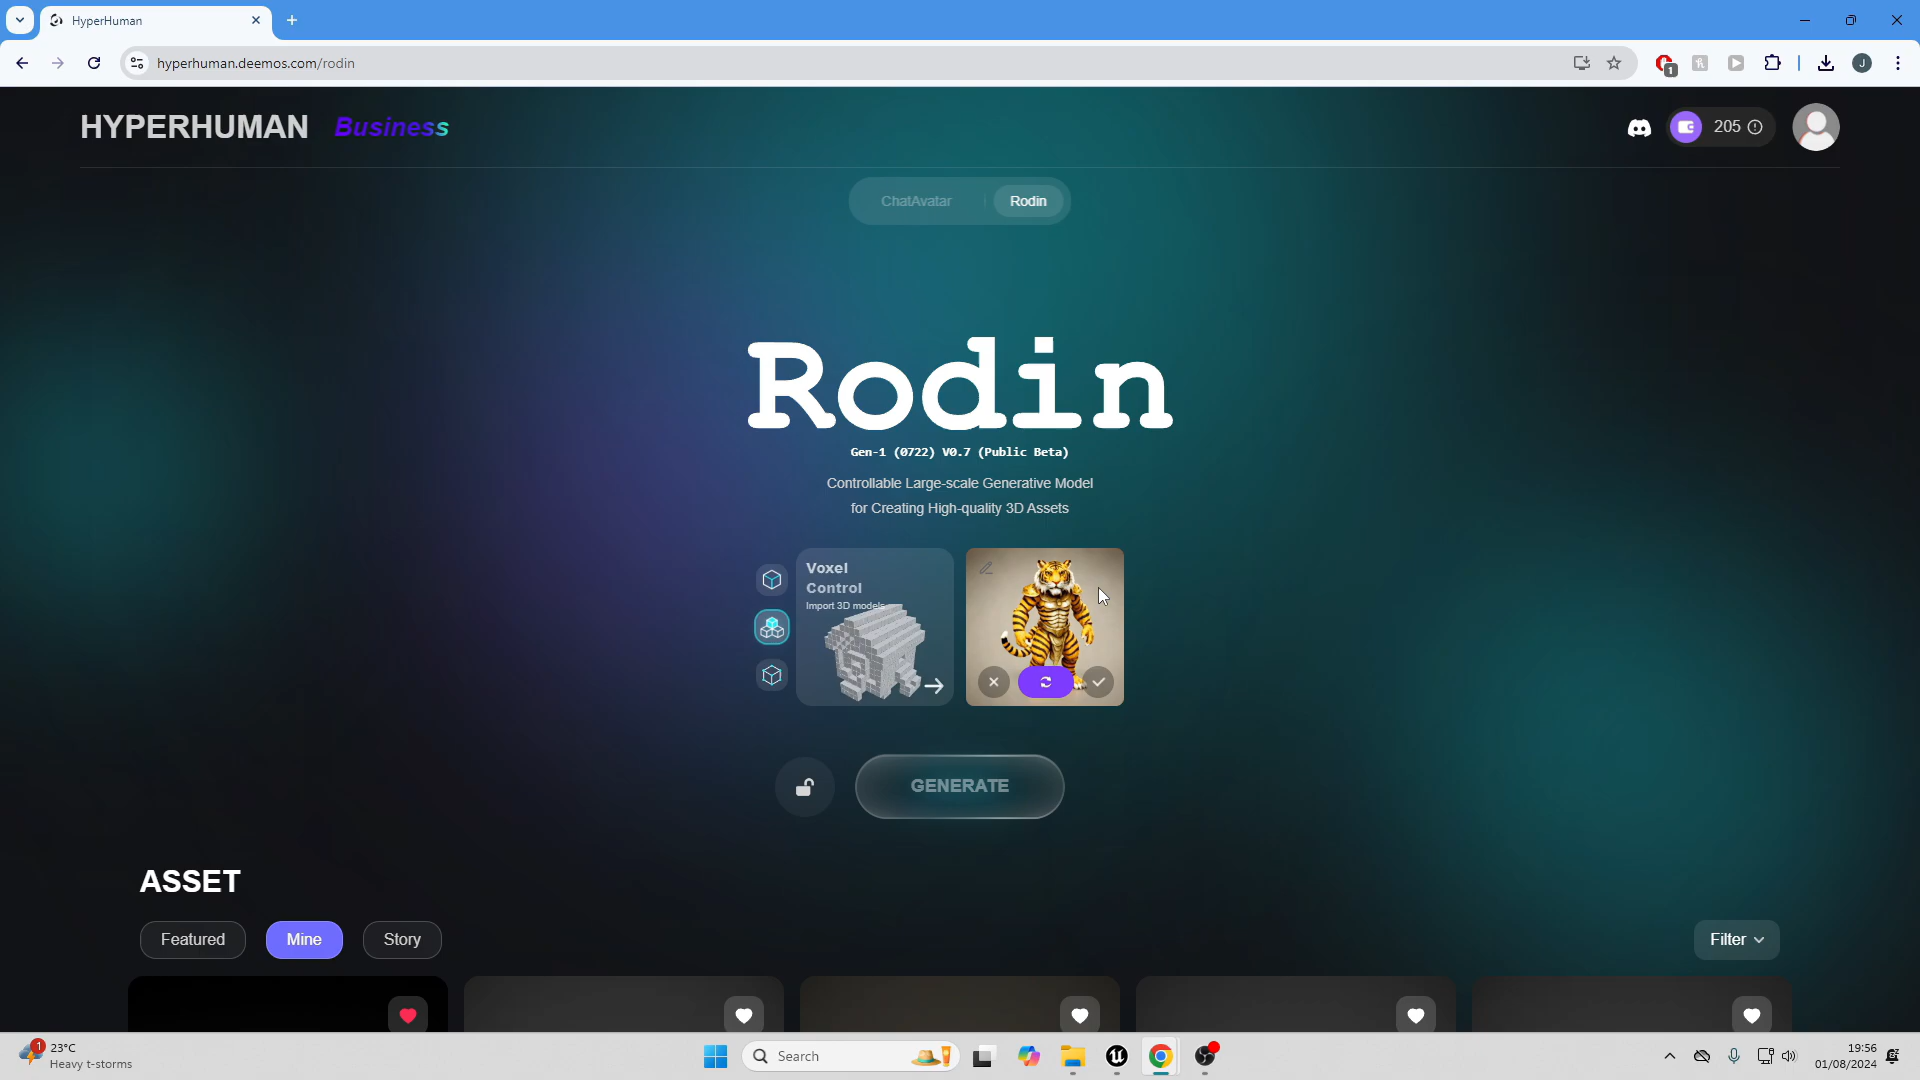 HyperHuman
hyperhuman.deemos.com/rodin
1
J
HYPERHUMAN Business
205
ChatAvatar
Rodin
Rodin
Gen-1 (0722) V0.7 (Public Beta)
Controllable Large-scale Generative Model
for Creating High-quality 3D Assets
Voxel
Control
Import 3D models
GENERATE
ASSET
Featured
Mine
Story
Filter
1
23°C
Heavy t-storms
Search
19:56
01/08/2024